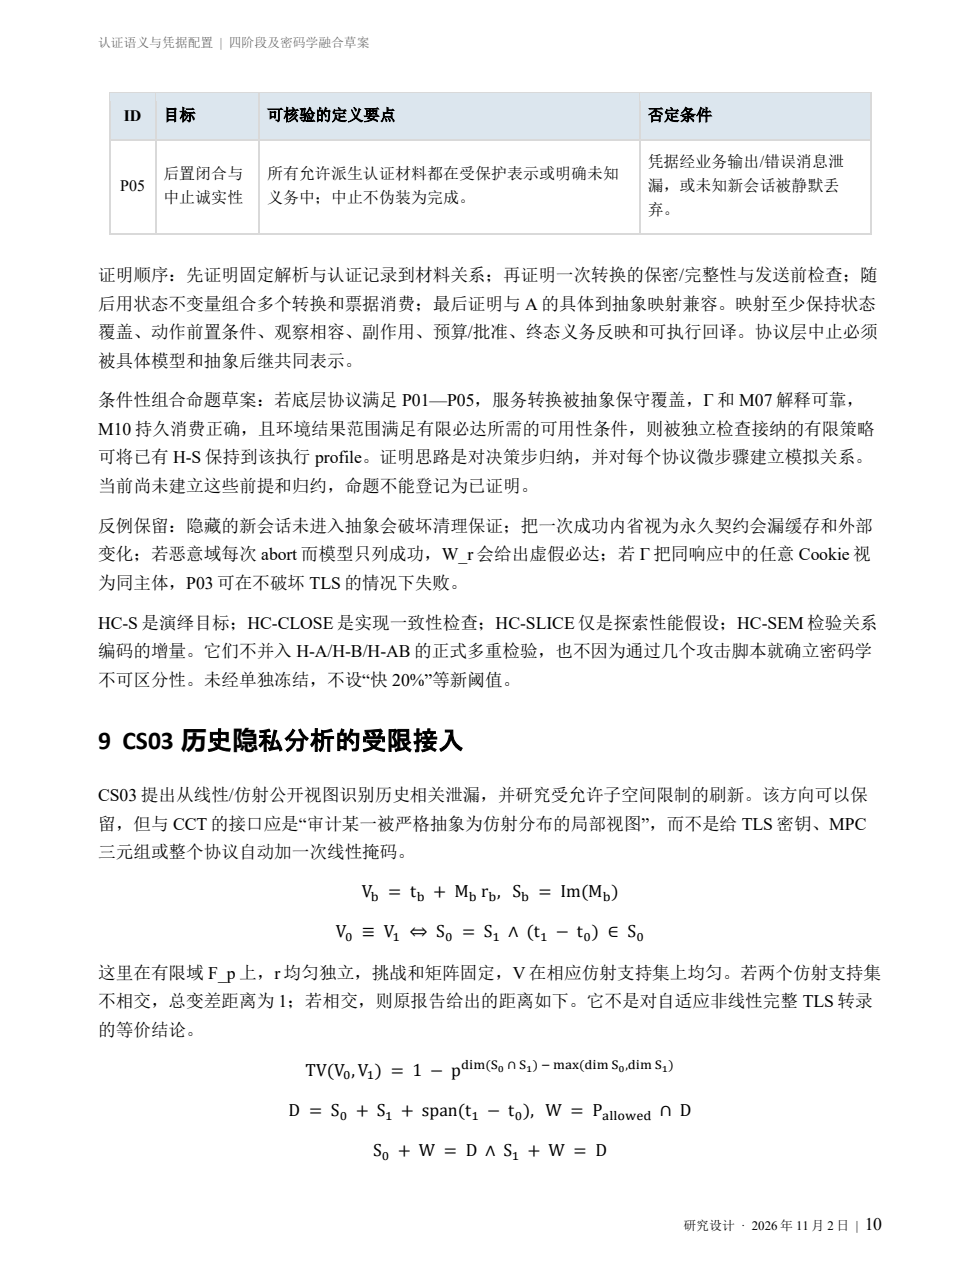 认证语义与凭据配置 | 四阶段及密码学融合草案
ID 目标 可核验的定义要点 否定条件
P05 后置闭合与中止诚实性 所有允许派生认证材料都在受保护表示或明确未知义务中；中止不伪装为完成。 凭据经业务输出/错误消息泄漏，或未知新会话被静默丢弃。
证明顺序：先证明固定解析与认证记录到材料关系；再证明一次转换的保密/完整性与发送前检查；随
后用状态不变量组合多个转换和票据消费；最后证明与 A 的具体到抽象映射兼容。映射至少保持状态
覆盖、动作前置条件、观察相容、副作用、预算/批准、终态义务反映和可执行回译。协议层中止必须
被具体模型和抽象后继共同表示。
条件性组合命题草案：若底层协议满足 P01—P05，服务转换被抽象保守覆盖，Γ 和 M07 解释可靠，
M10 持久消费正确，且环境结果范围满足有限必达所需的可用性条件，则被独立检查接纳的有限策略
可将已有 H-S 保持到该执行 profile。证明思路是对决策步归纳，并对每个协议微步骤建立模拟关系。
当前尚未建立这些前提和归约，命题不能登记为已证明。
反例保留：隐藏的新会话未进入抽象会破坏清理保证；把一次成功内省视为永久契约会漏缓存和外部
变化；若恶意域每次 abort 而模型只列成功，W_r 会给出虚假必达；若 Γ 把同响应中的任意 Cookie 视
为同主体，P03 可在不破坏 TLS 的情况下失败。
HC-S 是演绎目标；HC-CLOSE 是实现一致性检查；HC-SLICE 仅是探索性能假设；HC-SEM 检验关系
编码的增量。它们不并入 H-A/H-B/H-AB 的正式多重检验，也不因为通过几个攻击脚本就确立密码学
不可区分性。未经单独冻结，不设“快 20%”等新阈值。
9 CS03 历史隐私分析的受限接入
CS03 提出从线性/仿射公开视图识别历史相关泄漏，并研究受允许子空间限制的刷新。该方向可以保
留，但与 CCT 的接口应是“审计某一被严格抽象为仿射分布的局部视图”，而不是给 TLS 密钥、MPC
三元组或整个协议自动加一次线性掩码。
V_b = t_b + M_b r_b, S_b = Im(M_b)
V₀ ≡ V₁ ⇔ S₀ = S₁ ∧ (t₁ − t₀) ∈ S₀
这里在有限域 F_p 上，r 均匀独立，挑战和矩阵固定，V 在相应仿射支持集上均匀。若两个仿射支持集
不相交，总变差距离为 1；若相交，则原报告给出的距离如下。它不是对自适应非线性完整 TLS 转录
的等价结论。
TV(V₀,V₁) = 1 − p^{dim(S₀∩S₁)−max(dim S₀,dim S₁)}
D = S₀ + S₁ + span(t₁ − t₀), W = P_allowed ∩ D
S₀ + W = D ∧ S₁ + W = D
研究设计 · 2026 年 11 月 2 日 | 10